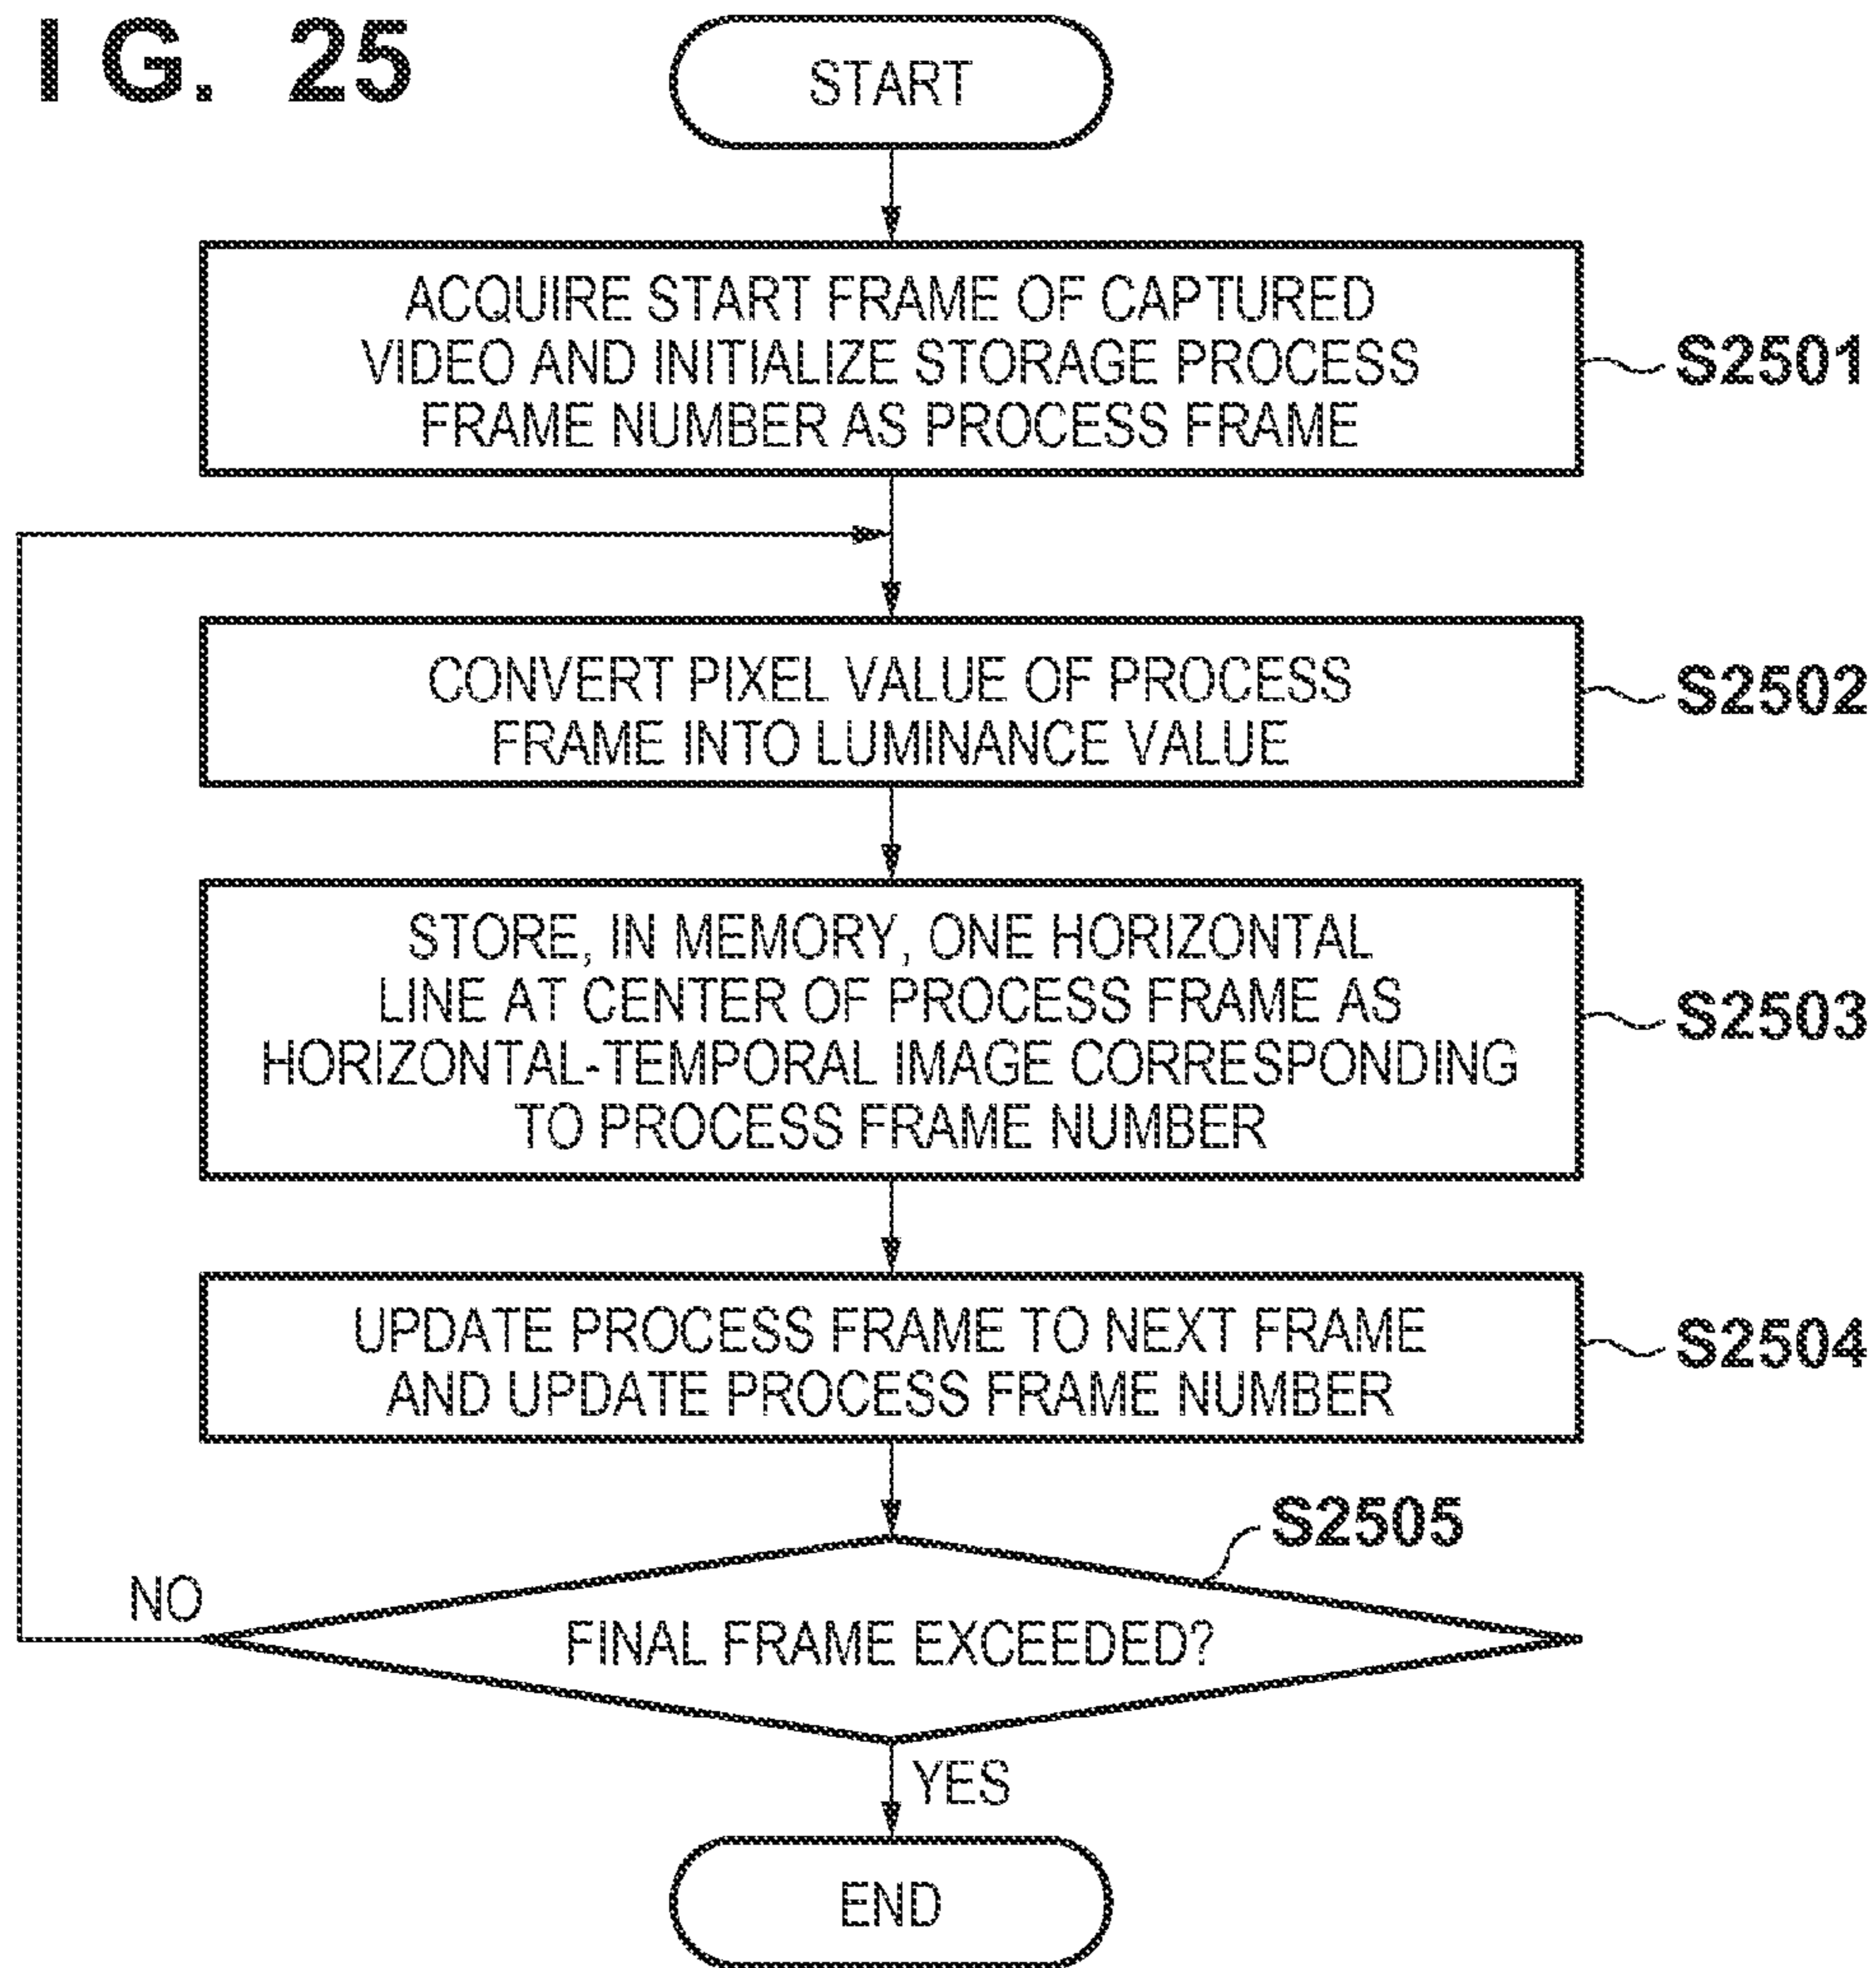 I G. 25
START
ACQUIRE START FRAME OF CAPTURED
VIDEO AND INITIALIZE STORAGE PROCESS
FRAME NUMBER AS PROCESS FRAME
S2501
CONVERT PIXEL VALUE OF PROCESS
FRAME INTO LUMINANCE VALUE
S2502
STORE, IN MEMORY, ONE HORIZONTAL
LINE AT CENTER OF PROCESS FRAME AS
HORIZONTAL-TEMPORAL IMAGE CORRESPONDING
TO PROCESS FRAME NUMBER
S2503
UPDATE PROCESS FRAME TO NEXT FRAME
AND UPDATE PROCESS FRAME NUMBER
S2504
S2505
NO
FINAL FRAME EXCEEDED?
YES
END